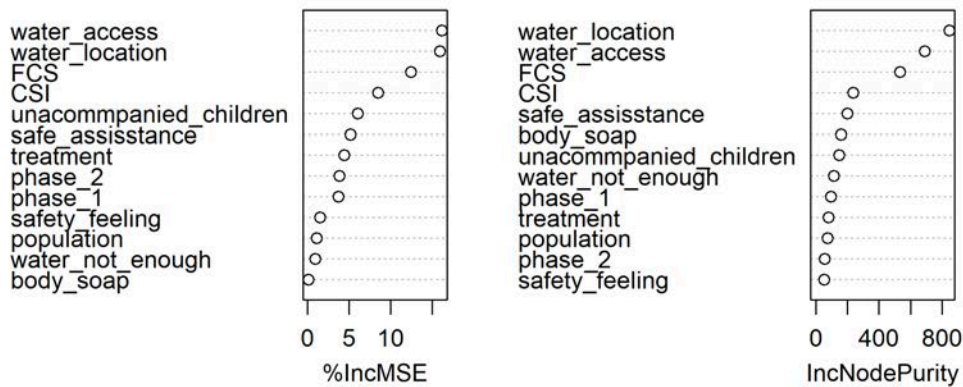 water_access
water_location
FCS
CSI
unacommpanied_children
safe_assisstance
treatment
phase_2
phase_1
safety_feeling
population
water_not_enough
body_soap
0 5 10
%IncMSE
water_location
water_access
FCS
CSI
safe_assisstance
body_soap
unacommpanied_children
water_not_enough
phase_1
treatment
population
phase_2
safety_feeling
0 400 800
IncNodePurity